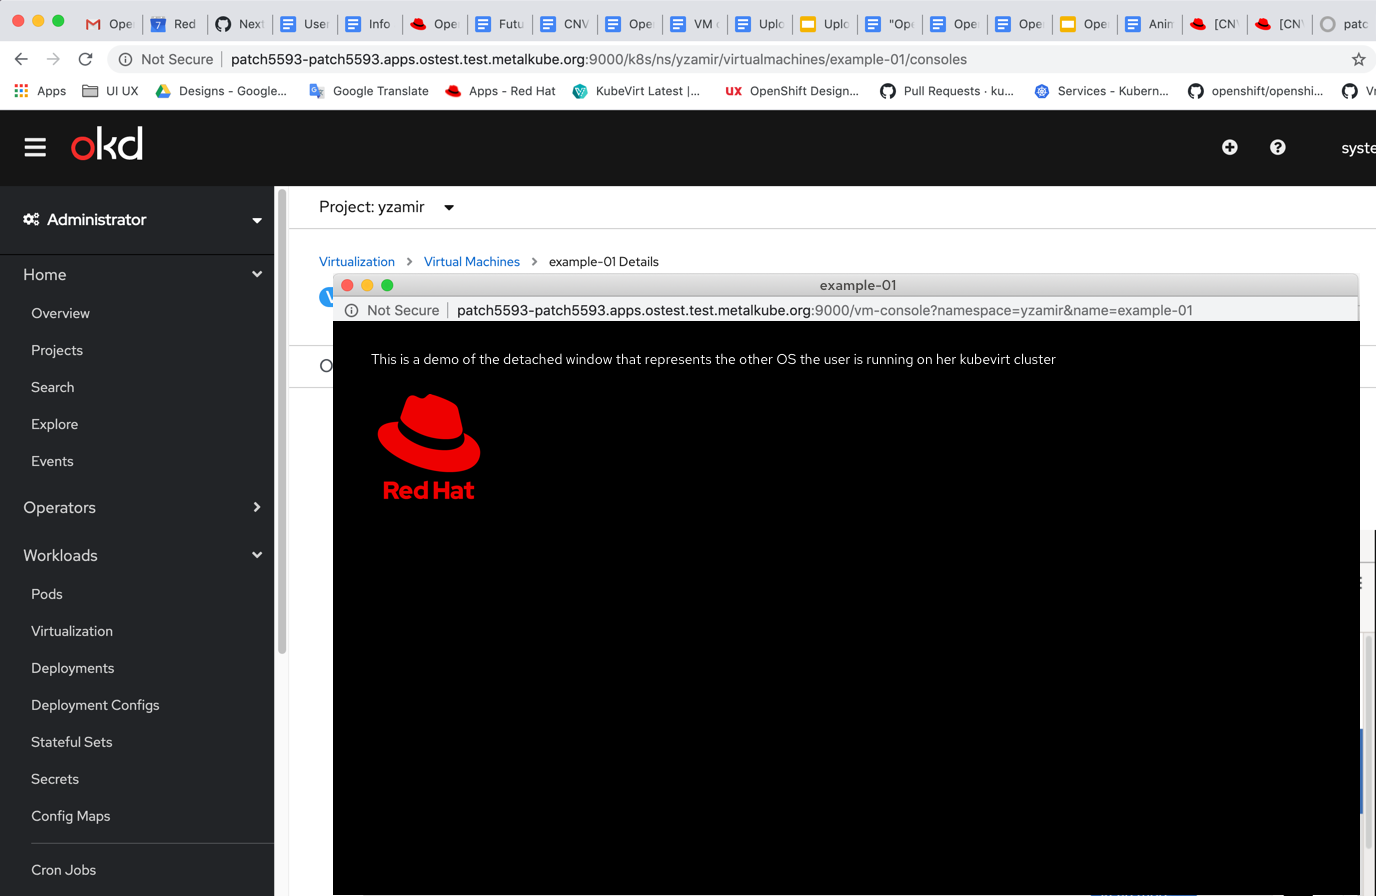 Ope
7 Red
Next
User
Info
Ope
Futu
CNV
Ope
VM c
Uplo
Uplo
"Op
Ope
Ope
Ope
Anin
[CN
[CN
patc
Not Secure patch5593-patch5593.apps.ostest.test.metalkube.org:9000/k8s/ns/yzamir/virtualmachines/example-01/consoles
Apps UI UX Designs - Google... Google Translate Apps - Red Hat KubeVirt Latest |... UX OpenShift Design... Pull Requests · ku... Services - Kubern... openshift/openshi...
okd
syste
Administrator
Project: yzamir
Home
Overview
Projects
Search
Explore
Events
Operators
Workloads
Pods
Virtualization
Deployments
Deployment Configs
Stateful Sets
Secrets
Config Maps
Cron Jobs
Virtualization > Virtual Machines > example-01 Details
example-01
Not Secure patch5593-patch5593.apps.ostest.test.metalkube.org:9000/vm-console?namespace=yzamir&name=example-01
This is a demo of the detached window that represents the other OS the user is running on her kubevirt cluster
Red Hat